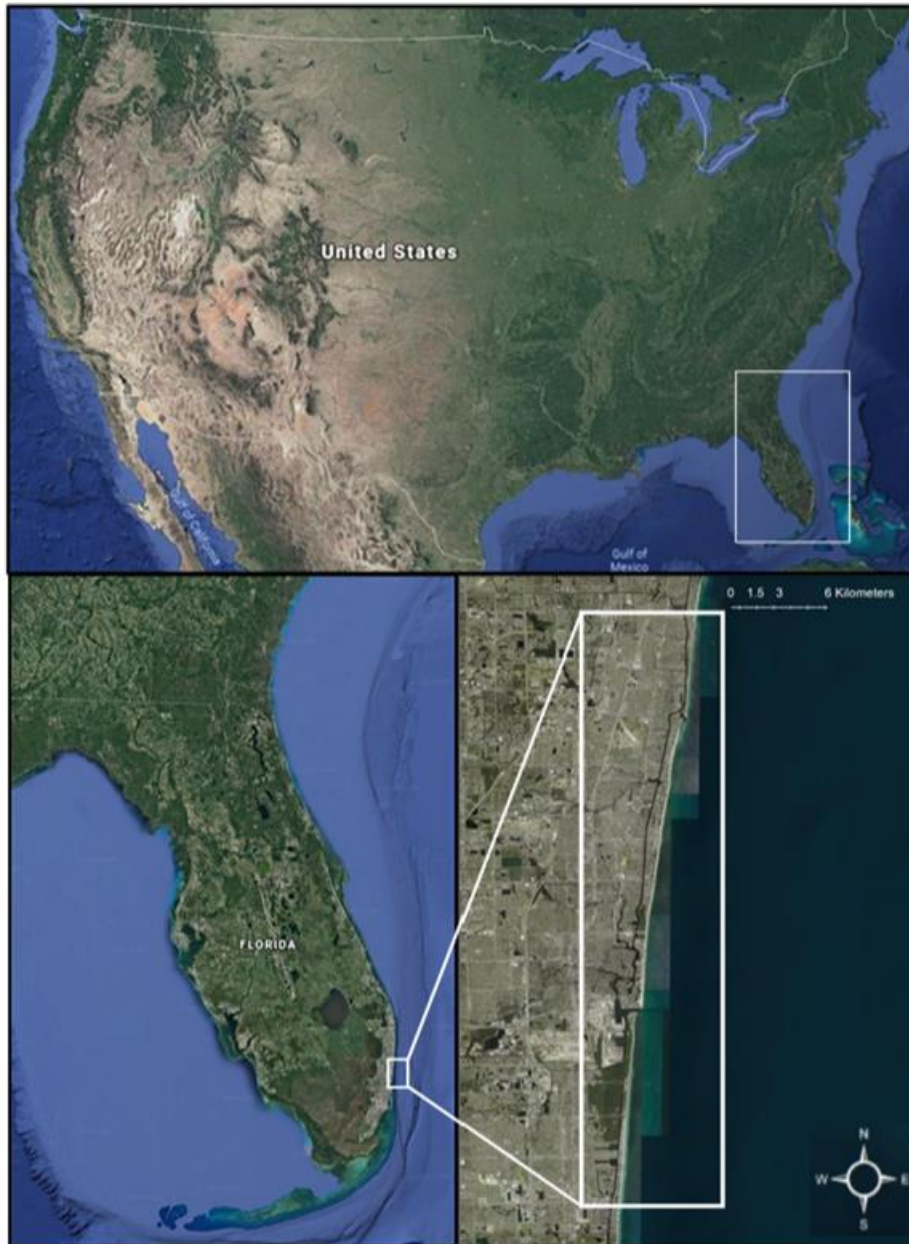 United States
Gulf of California
Gulf of
Mexico
0 1.5 3 6 Kilometers
FLORIDA
N
W E
S